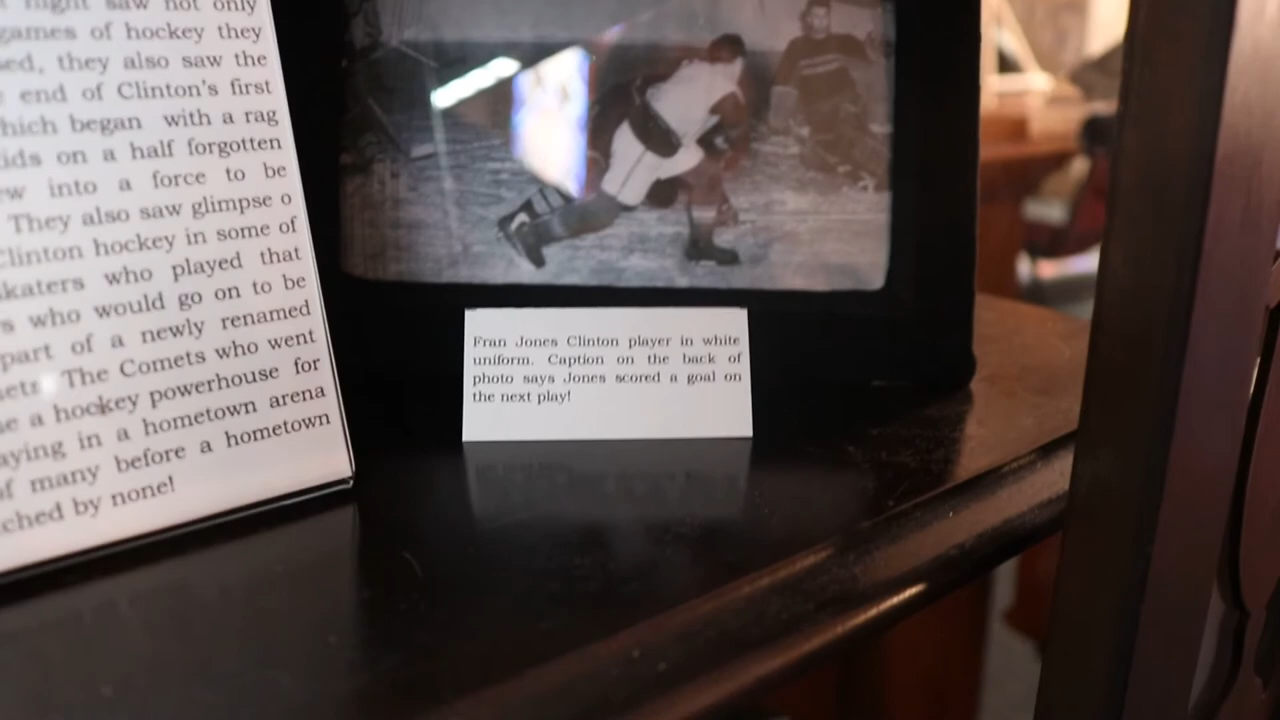 night saw not only
games of hockey they
sed, they also saw the
end of Clinton's first
hich began with a rag
ids on a half forgotten
w into a force to be
They also saw glimpse o
Clinton hockey in some of
skaters who played that
s who would go on to be
part of a newly renamed
ets The Comets who went
e a hockey powerhouse for
aying in a hometown arena
of many before a hometown
ched by none!
Fran Jones Clinton player in white
uniform. Caption on the back of
photo says Jones scored a goal on
the next play!